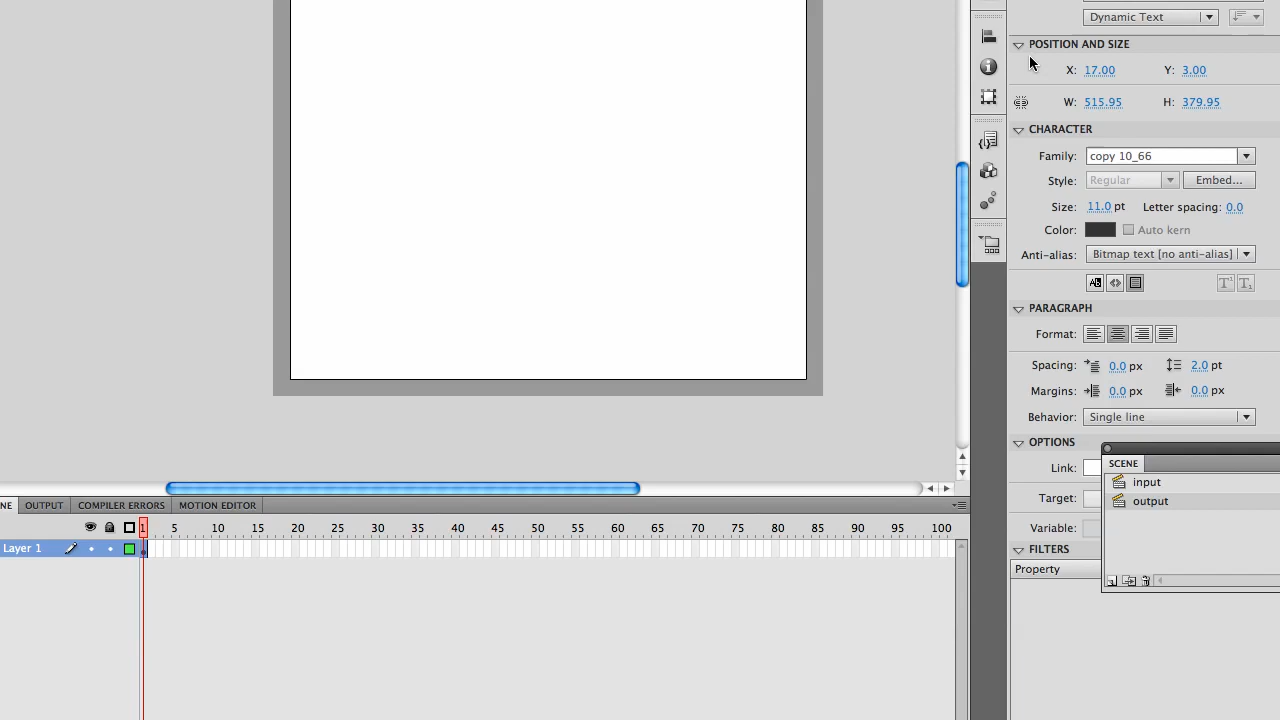 Dynamic Text
POSITION AND SIZE
X: 17.00 Y: 3.00
W: 515.95 H: 379.95
CHARACTER
Family: copy 10_66
Style: Regular Embed...
Size: 11.0 pt Letter spacing: 0.0
Color: Auto kern
Anti-alias: Bitmap text [no anti-alias]
PARAGRAPH
Format:
Spacing: 0.0 px 2.0 pt
Margins: 0.0 px 0.0 px
Behavior: Single line
OPTIONS
Link:
Target:
Variable:
FILTERS
Property
SCENE
input
output
NE OUTPUT COMPILER ERRORS MOTION EDITOR
1 5 10 15 20 25 30 35 40 45 50 55 60 65 70 75 80 85 90 95 100
Layer 1